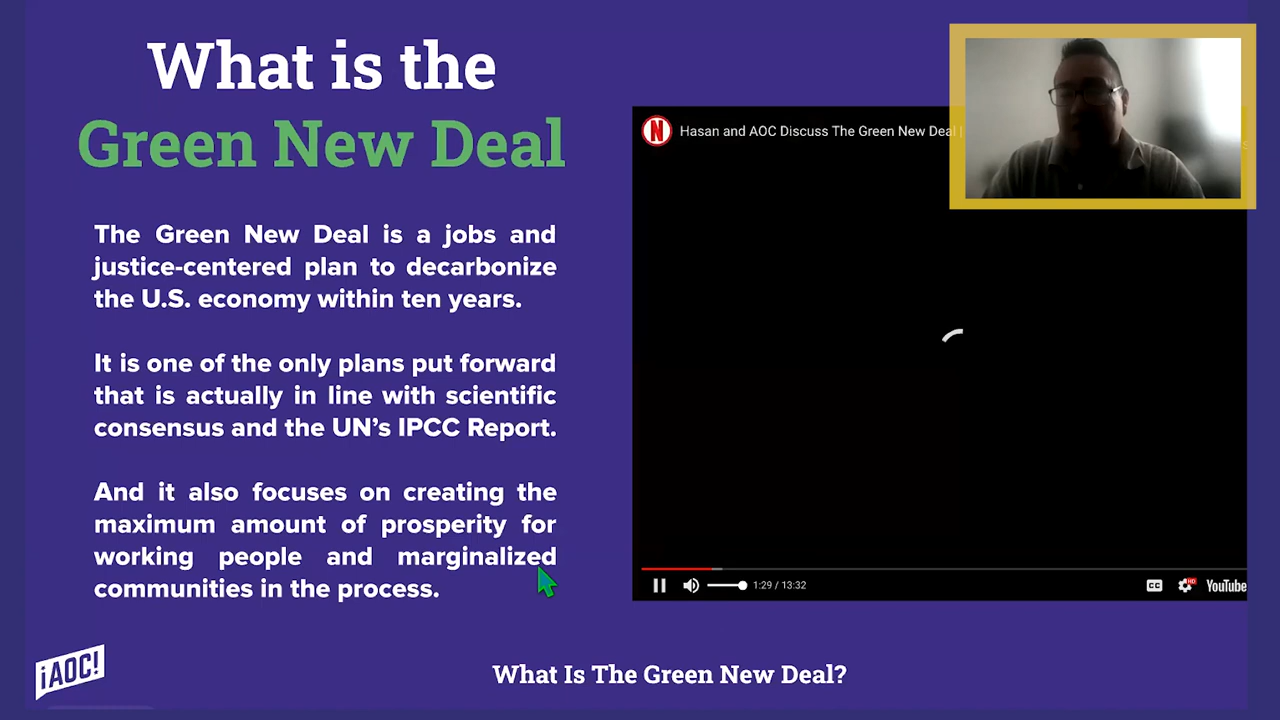 What is the
Green New Deal
The Green New Deal is a jobs and
justice-centered plan to decarbonize
the U.S. economy within ten years.
It is one of the only plans put forward
that is actually in line with scientific
consensus and the UN’s IPCC Report.
And it also focuses on creating the
maximum amount of prosperity for
working people and marginalized
communities in the process.
N
Hasan and AOC Discuss The Green New Deal |
1:29 / 13:32
CC
HD
YouTube
¡AOC!
What Is The Green New Deal?